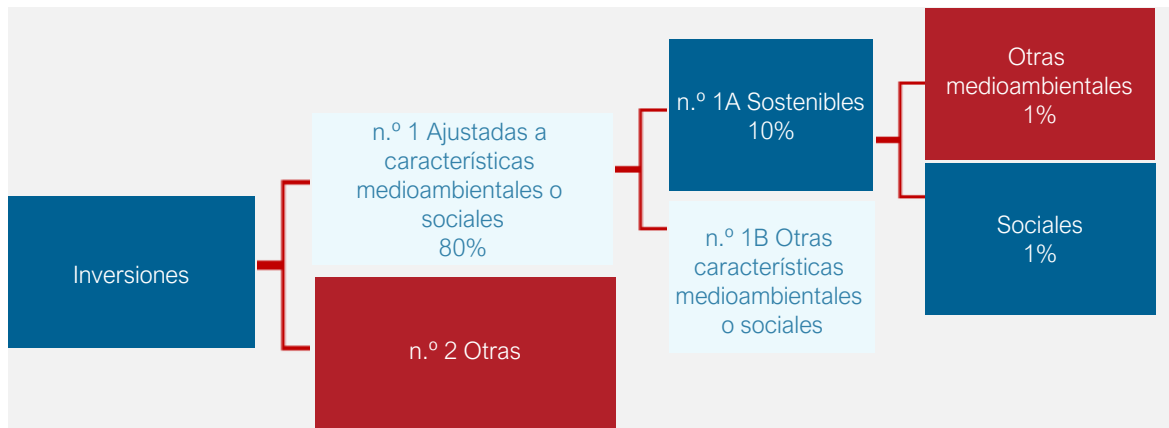 Inversiones
n.º 1 Ajustadas a
características
medioambientales o
sociales
80%
n.º 2 Otras
n.º 1A Sostenibles
10%
n.º 1B Otras
características
medioambientales
o sociales
Otras
medioambientales
1%
Sociales
1%